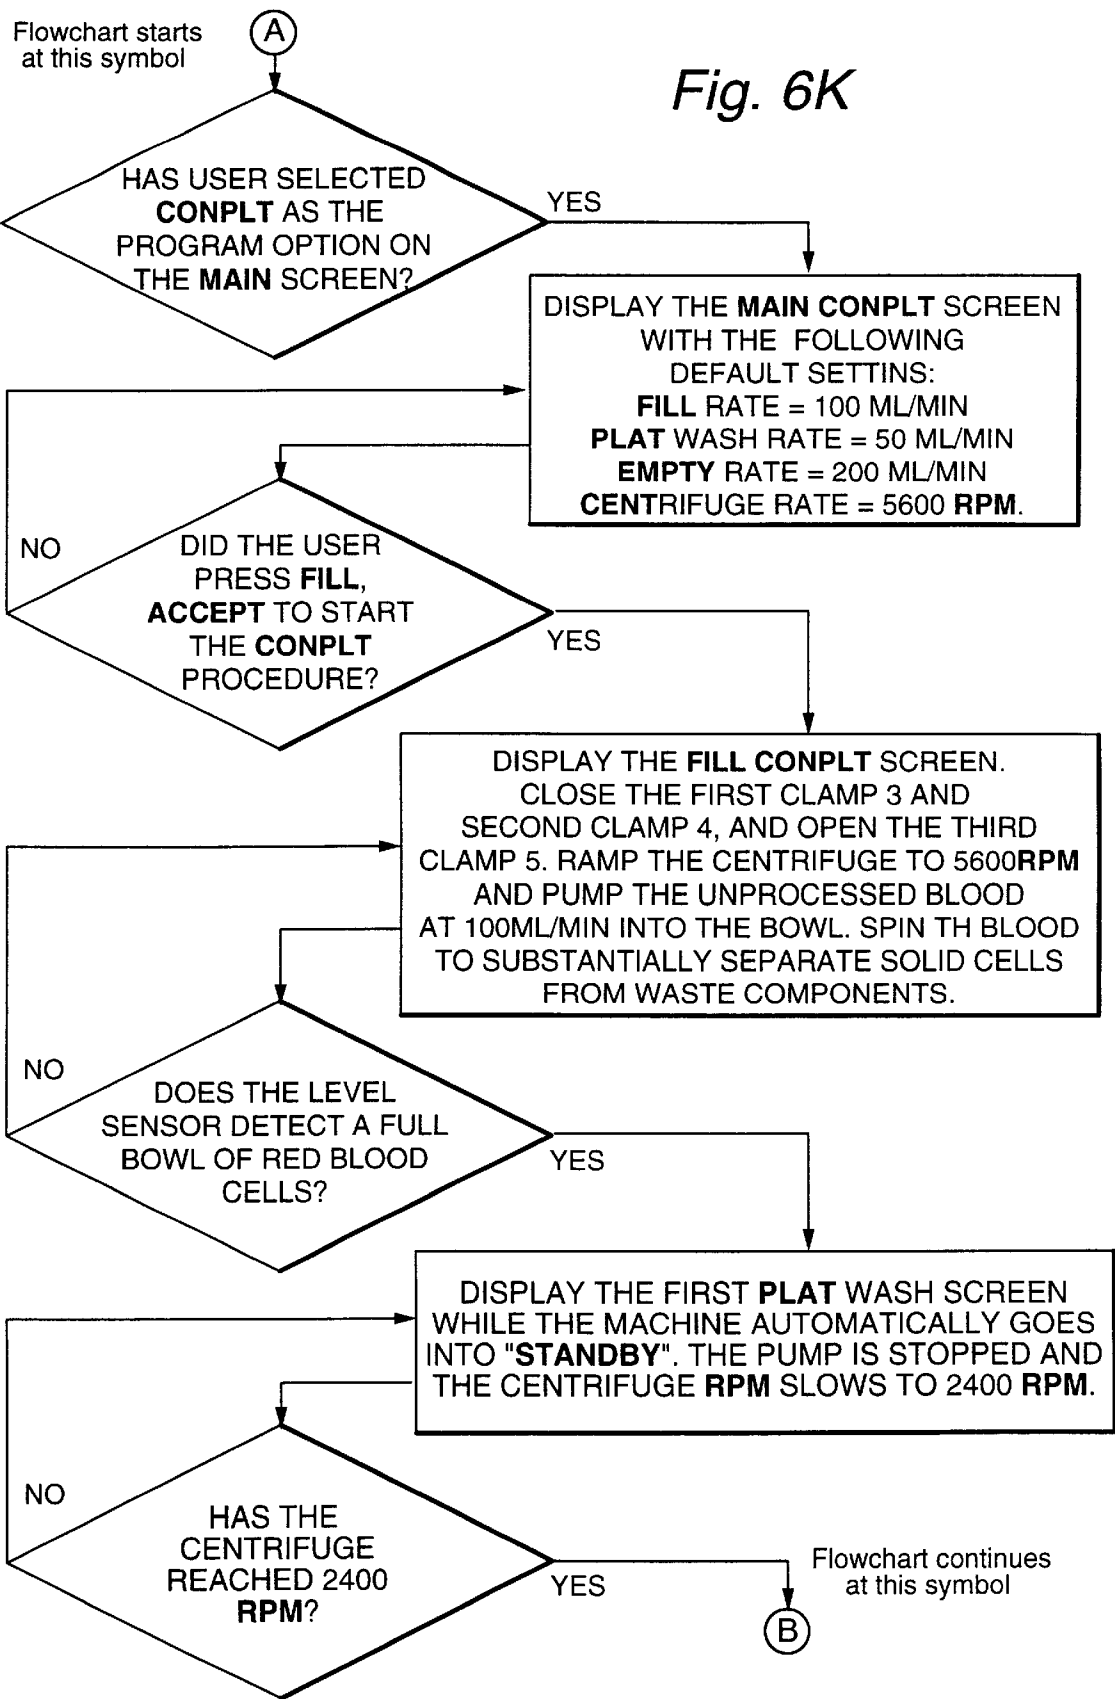 Flowchart starts
at this symbol
A
Fig. 6K
HAS USER SELECTED
CONPLT AS THE
PROGRAM OPTION ON
THE MAIN SCREEN?
YES
DISPLAY THE MAIN CONPLT SCREEN
WITH THE FOLLOWING
DEFAULT SETTINS:
FILL RATE = 100 ML/MIN
PLAT WASH RATE = 50 ML/MIN
EMPTY RATE = 200 ML/MIN
CENTRIFUGE RATE = 5600 RPM.
NO
DID THE USER
PRESS FILL,
ACCEPT TO START
THE CONPLT
PROCEDURE?
YES
DISPLAY THE FILL CONPLT SCREEN.
CLOSE THE FIRST CLAMP 3 AND
SECOND CLAMP 4, AND OPEN THE THIRD
CLAMP 5. RAMP THE CENTRIFUGE TO 5600RPM
AND PUMP THE UNPROCESSED BLOOD
AT 100ML/MIN INTO THE BOWL. SPIN TH BLOOD
TO SUBSTANTIALLY SEPARATE SOLID CELLS
FROM WASTE COMPONENTS.
NO
DOES THE LEVEL
SENSOR DETECT A FULL
BOWL OF RED BLOOD
CELLS?
YES
DISPLAY THE FIRST PLAT WASH SCREEN
WHILE THE MACHINE AUTOMATICALLY GOES
INTO "STANDBY". THE PUMP IS STOPPED AND
THE CENTRIFUGE RPM SLOWS TO 2400 RPM.
NO
HAS THE
CENTRIFUGE
REACHED 2400
RPM?
YES
Flowchart continues
at this symbol
B